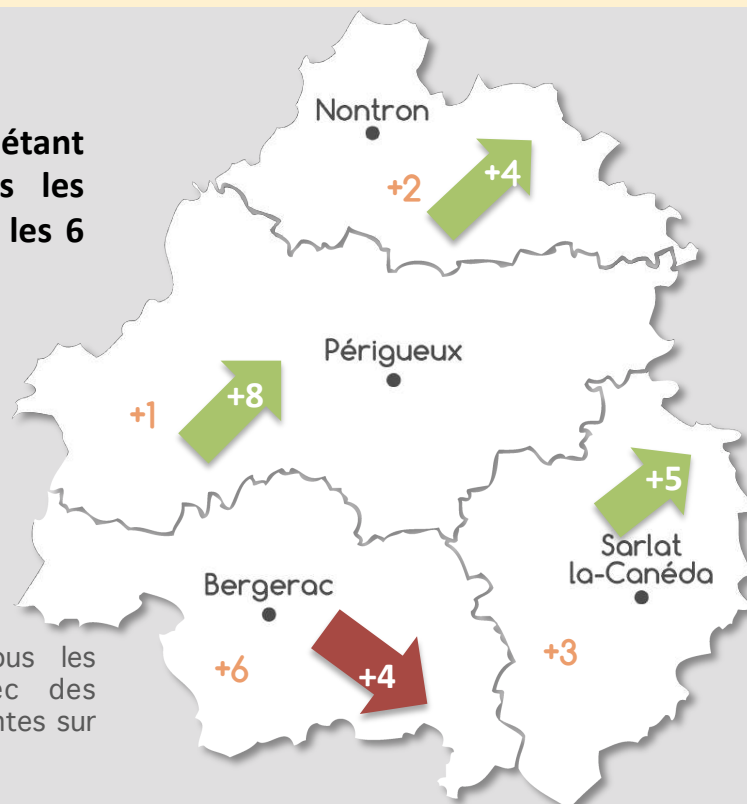 étant
s les
les 6
Nontron
+2
+4
Périgueux
+1
+8
+5
Sarlat
la-Canéda
Bergerac
+6
+4
+3
ous les
ec des
ntes sur